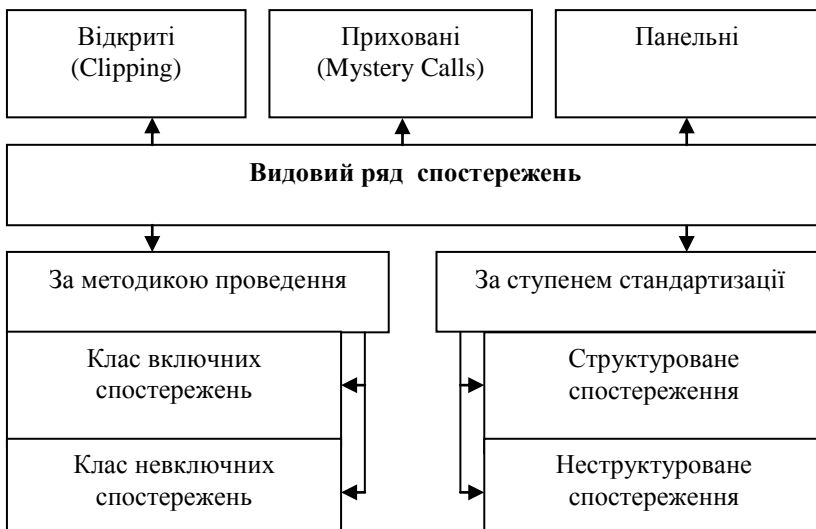 Відкриті
(Clipping)
Приховані
(Mystery Calls)
Панельні
Видовий ряд спостережень
За методикою проведення
За ступенем стандартизації
Клас включних
спостережень
Структуроване
спостереження
Клас невключних
спостережень
Неструктуроване
спостереження